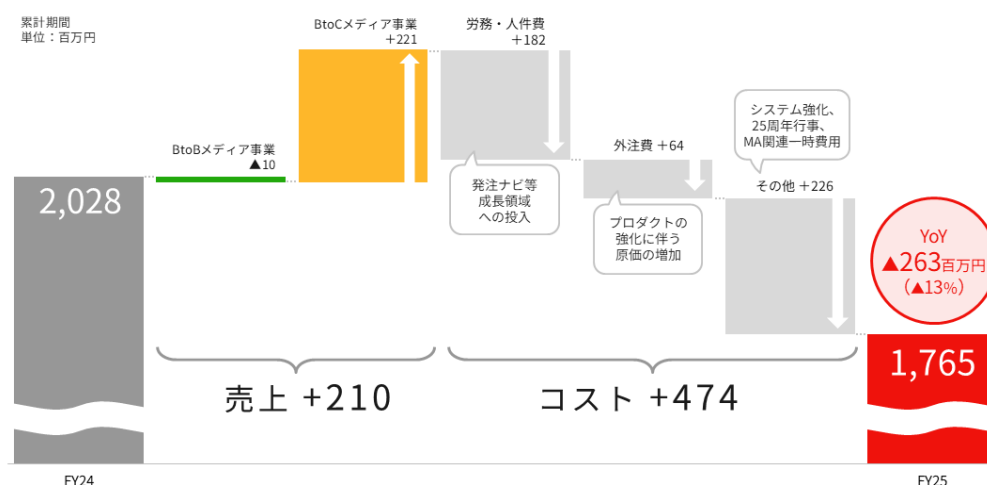 累計期間
単位：百万円
BtoCメディア事業
＋221
労務・人件費
＋182
BtoBメディア事業
▲10
外注費 ＋64
システム強化、
25周年行事、
MA関連一時費用
その他 ＋226
発注ナビ等
成長領域
への投入
プロダクトの
強化に伴う
原価の増加
2,028
YoY
▲263百万円
（▲13%）
1,765
売上 +210
コスト +474
FY24
FY25